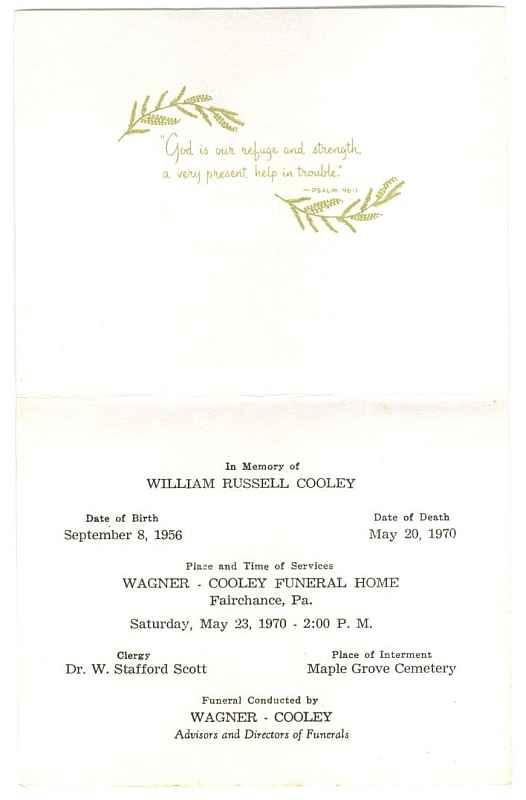 "God is our refuge and strength,
a very present help in trouble."
—PSALM 46:1
In Memory of
WILLIAM RUSSELL COOLEY
Date of Birth
Date of Death
September 8, 1956
May 20, 1970
Place and Time of Services
WAGNER - COOLEY FUNERAL HOME
Fairchance, Pa.
Saturday, May 23, 1970 - 2:00 P. M.
Clergy
Place of Interment
Dr. W. Stafford Scott
Maple Grove Cemetery
Funeral Conducted by
WAGNER - COOLEY
Advisors and Directors of Funerals